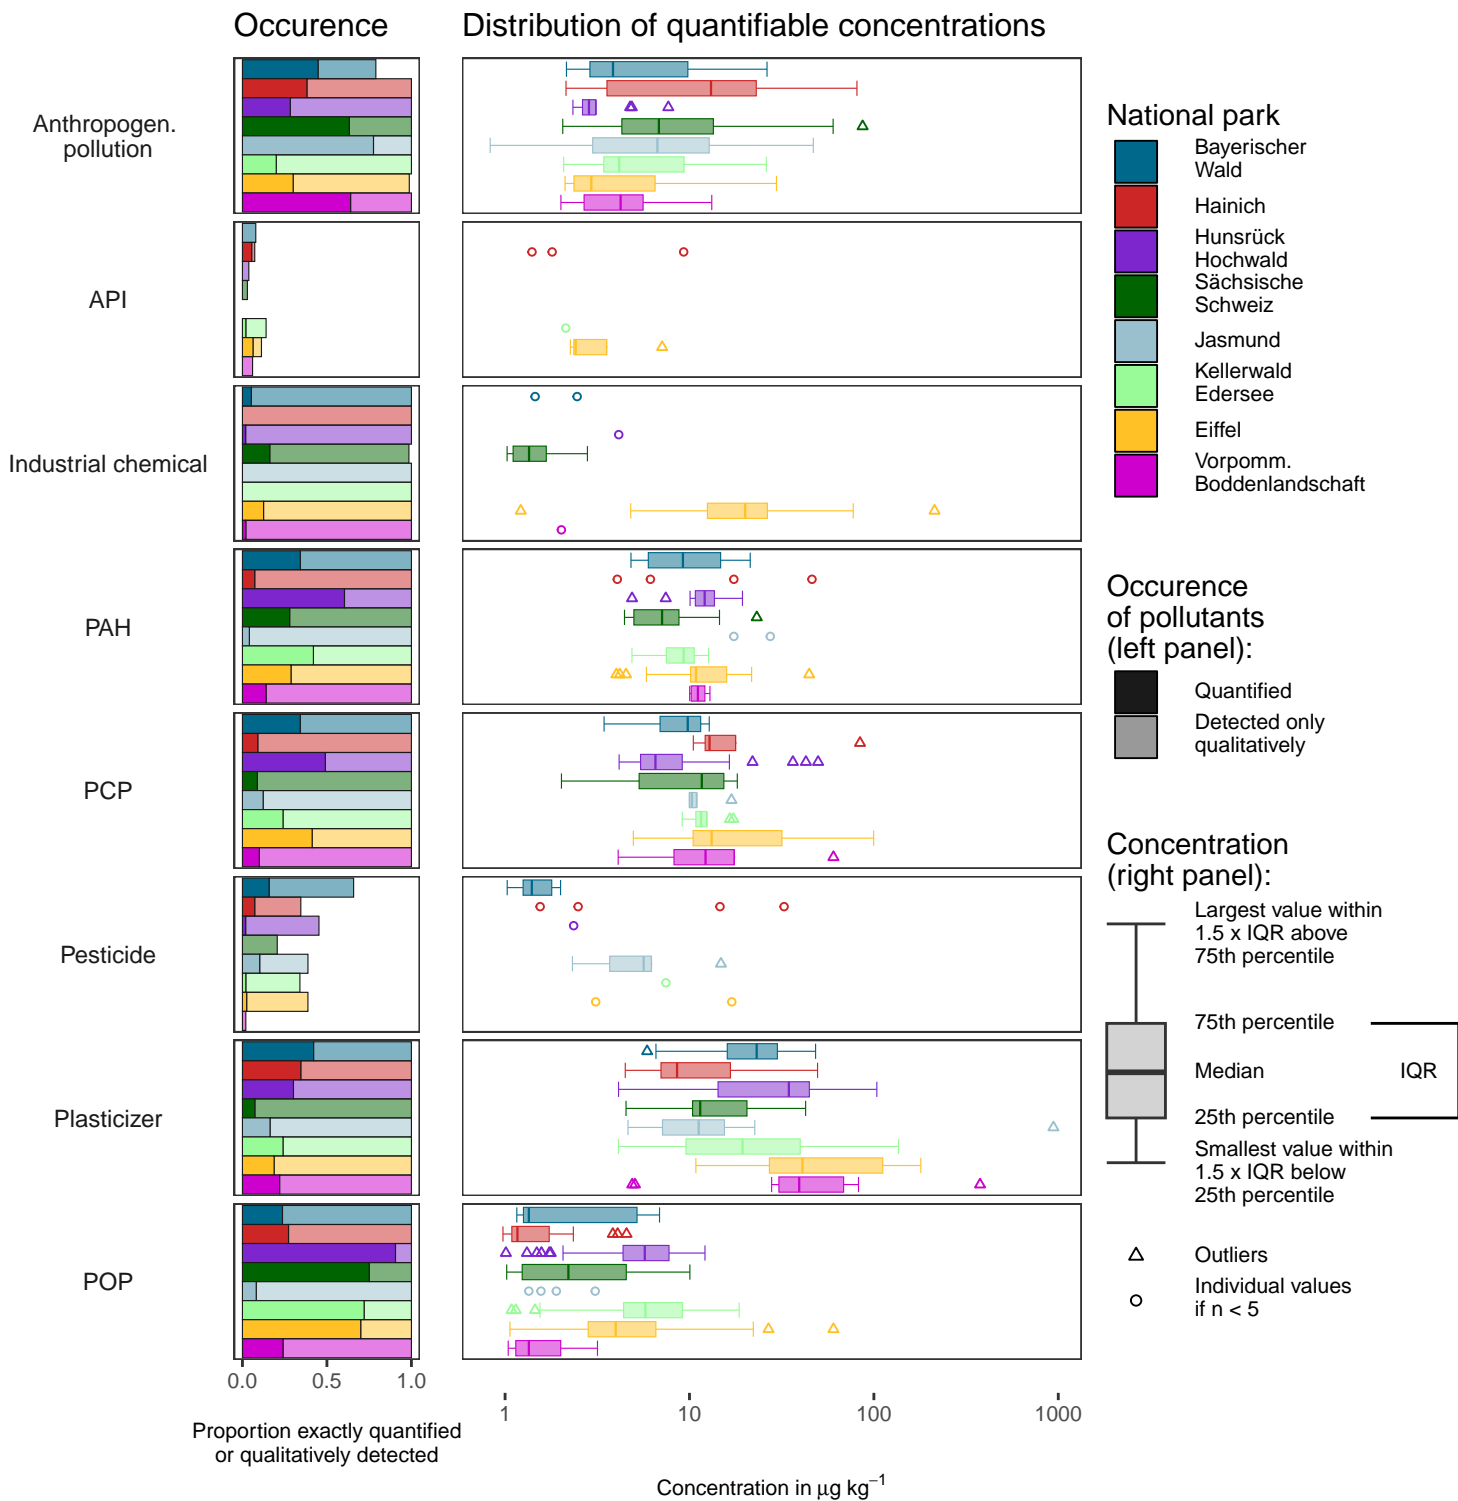 Occurence
Distribution of quantifiable concentrations
Anthropogen.
pollution
API
Industrial chemical
PAH
PCP
Pesticide
Plasticizer
POP
0.0
0.5
1.0
Proportion exactly quantified
or qualitatively detected
1
10
100
1000
Concentration in μg kg⁻¹
National park
Bayerischer
Wald
Hainich
Hunsrück
Hochwald
Sächsische
Schweiz
Jasmund
Kellerwald
Edersee
Eiffel
Vorpomm.
Boddenlandschaft
Occurence
of pollutants
(left panel):
Quantified
Detected only
qualitatively
Concentration
(right panel):
Largest value within
1.5 x IQR above
75th percentile
75th percentile
Median
IQR
25th percentile
Smallest value within
1.5 x IQR below
25th percentile
Outliers
Individual values
if n < 5